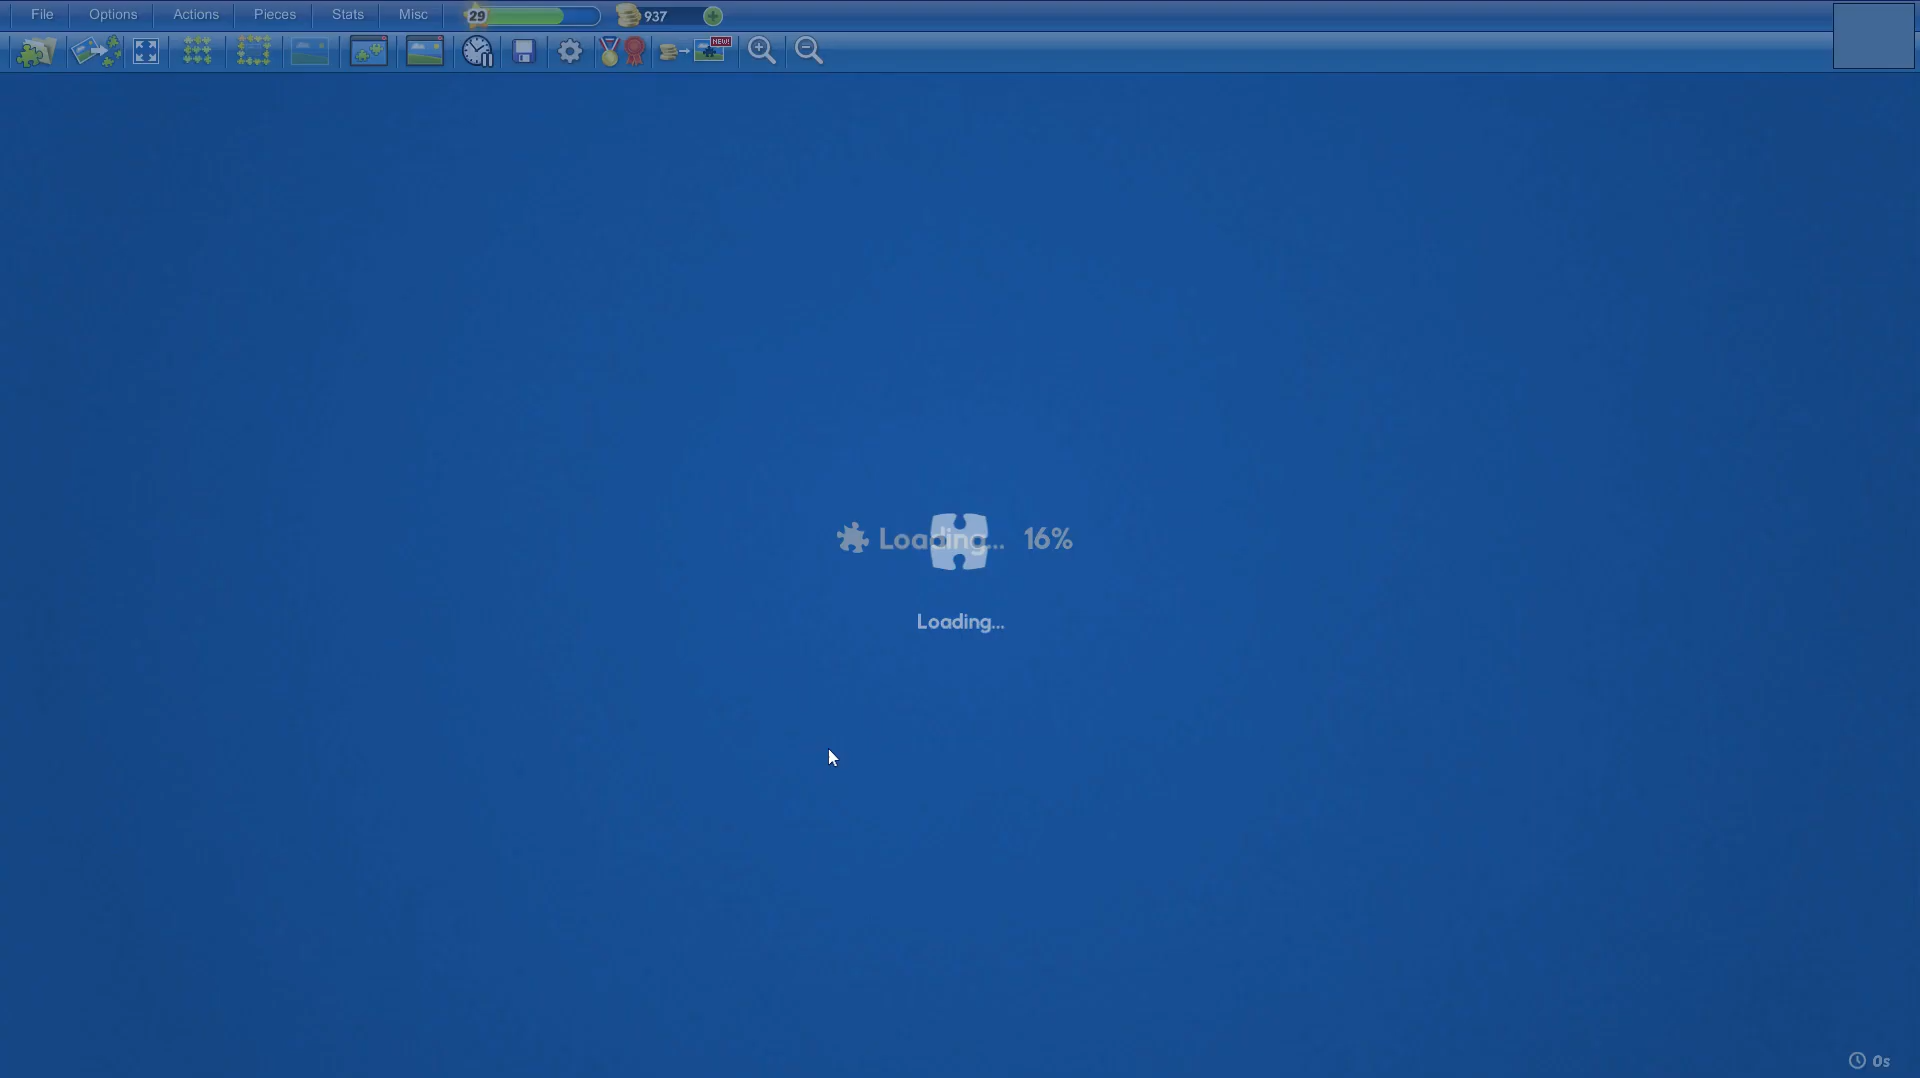 File Options Actions Pieces Stats Misc 29 937
NEW!
Loading... 16%
Loading...
0s